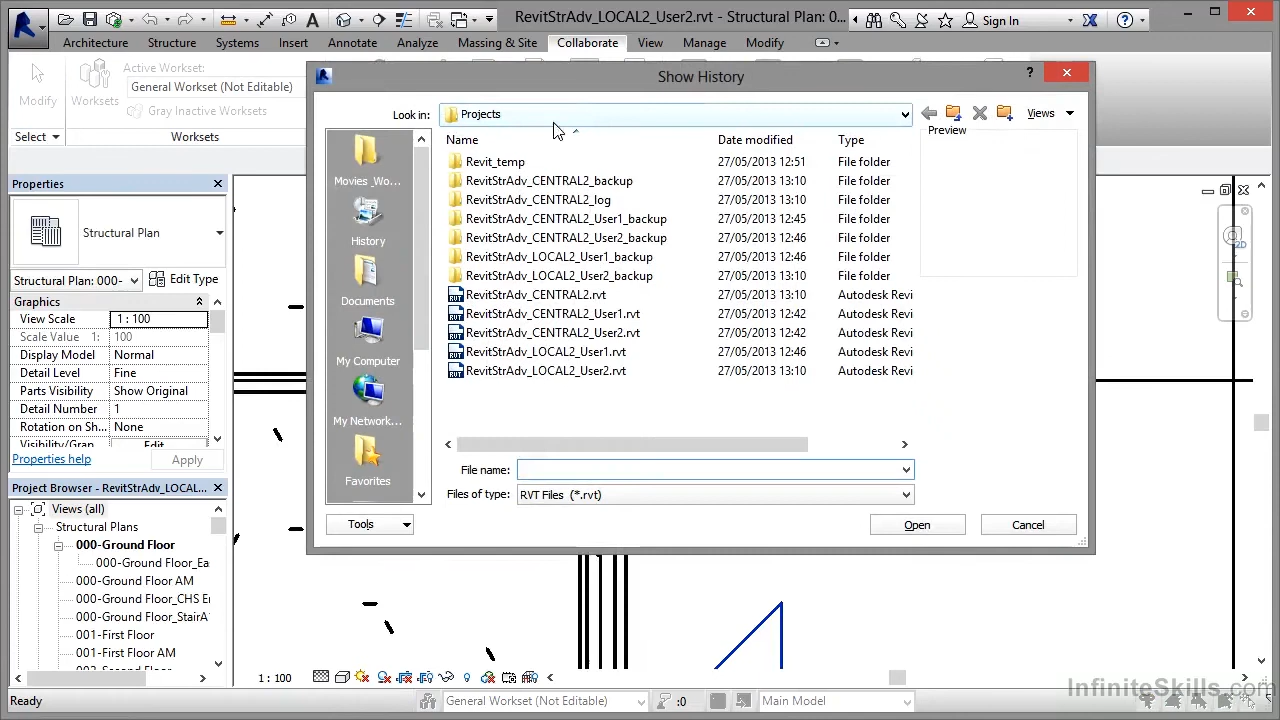 RevitStrAdv_LOCAL2_User2.rvt - Structural Plan: 0...
Sign In
Architecture Structure Systems Insert Annotate Analyze Massing & Site Collaborate View Manage Modify
Modify
Worksets
Active Workset:
General Workset (Not Editable)
Gray Inactive Worksets
Select
Worksets
Show History
?
Look in:
Projects
Views
Preview
Name Date modified Type
Revit_temp 27/05/2013 12:51 File folder
RevitStrAdv_CENTRAL2_backup 27/05/2013 13:10 File folder
RevitStrAdv_CENTRAL2_log 27/05/2013 13:10 File folder
RevitStrAdv_CENTRAL2_User1_backup 27/05/2013 12:45 File folder
RevitStrAdv_CENTRAL2_User2_backup 27/05/2013 12:46 File folder
RevitStrAdv_LOCAL2_User1_backup 27/05/2013 12:46 File folder
RevitStrAdv_LOCAL2_User2_backup 27/05/2013 13:10 File folder
RevitStrAdv_CENTRAL2.rvt 27/05/2013 13:10 Autodesk Revi
RevitStrAdv_CENTRAL2_User1.rvt 27/05/2013 12:42 Autodesk Revi
RevitStrAdv_CENTRAL2_User2.rvt 27/05/2013 12:42 Autodesk Revi
RevitStrAdv_LOCAL2_User1.rvt 27/05/2013 12:46 Autodesk Revi
RevitStrAdv_LOCAL2_User2.rvt 27/05/2013 13:10 Autodesk Revi
Movies _Wo...
History
Documents
My Computer
My Network...
Favorites
File name:
Files of type: RVT Files (*.rvt)
Tools
Open
Cancel
Properties
Structural Plan
Structural Plan: 000-
Edit Type
Graphics
View Scale 1 : 100
Scale Value 1: 100
Display Model Normal
Detail Level Fine
Parts Visibility Show Original
Detail Number 1
Rotation on Sh... None
Visibility/Grap... Edit...
Properties help
Apply
Project Browser - RevitStrAdv_LOCAL...
Views (all)
Structural Plans
000-Ground Floor
000-Ground Floor_Ea
000-Ground Floor AM
000-Ground Floor_CHS Er
000-Ground Floor_StairA
001-First Floor
001-First Floor AM
002-Second Floor
2D
1 : 100
Ready
General Workset (Not Editable)
:0
Main Model
InfiniteSkills.com